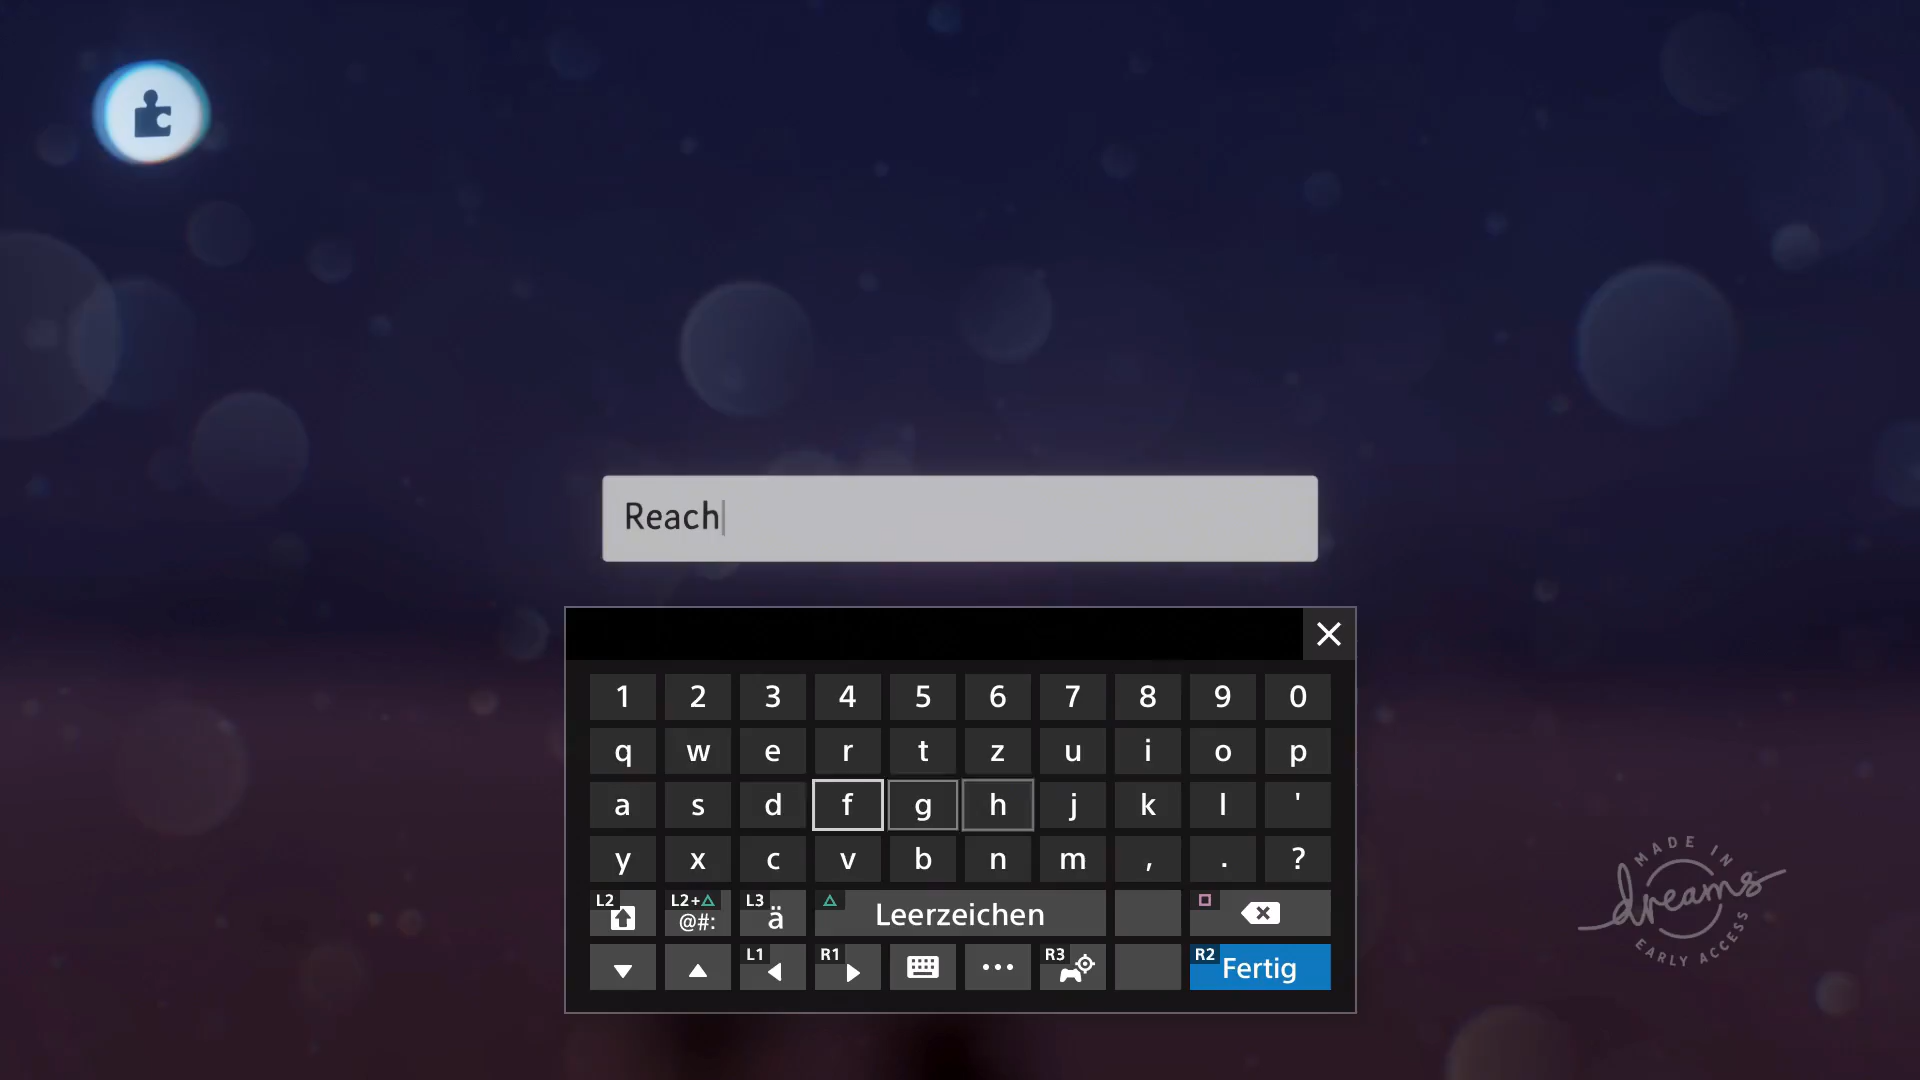 Reach
1 2 3 4 5 6 7 8 9 0
q w e r t z u i o p
a s d f g h j k l '
y x c v b n m , . ?
L2 L2+△ @#: L3 ä △ Leerzeichen
L1 R1 ... R3 R2 Fertig
MADE IN
dreams
EARLY ACCESS